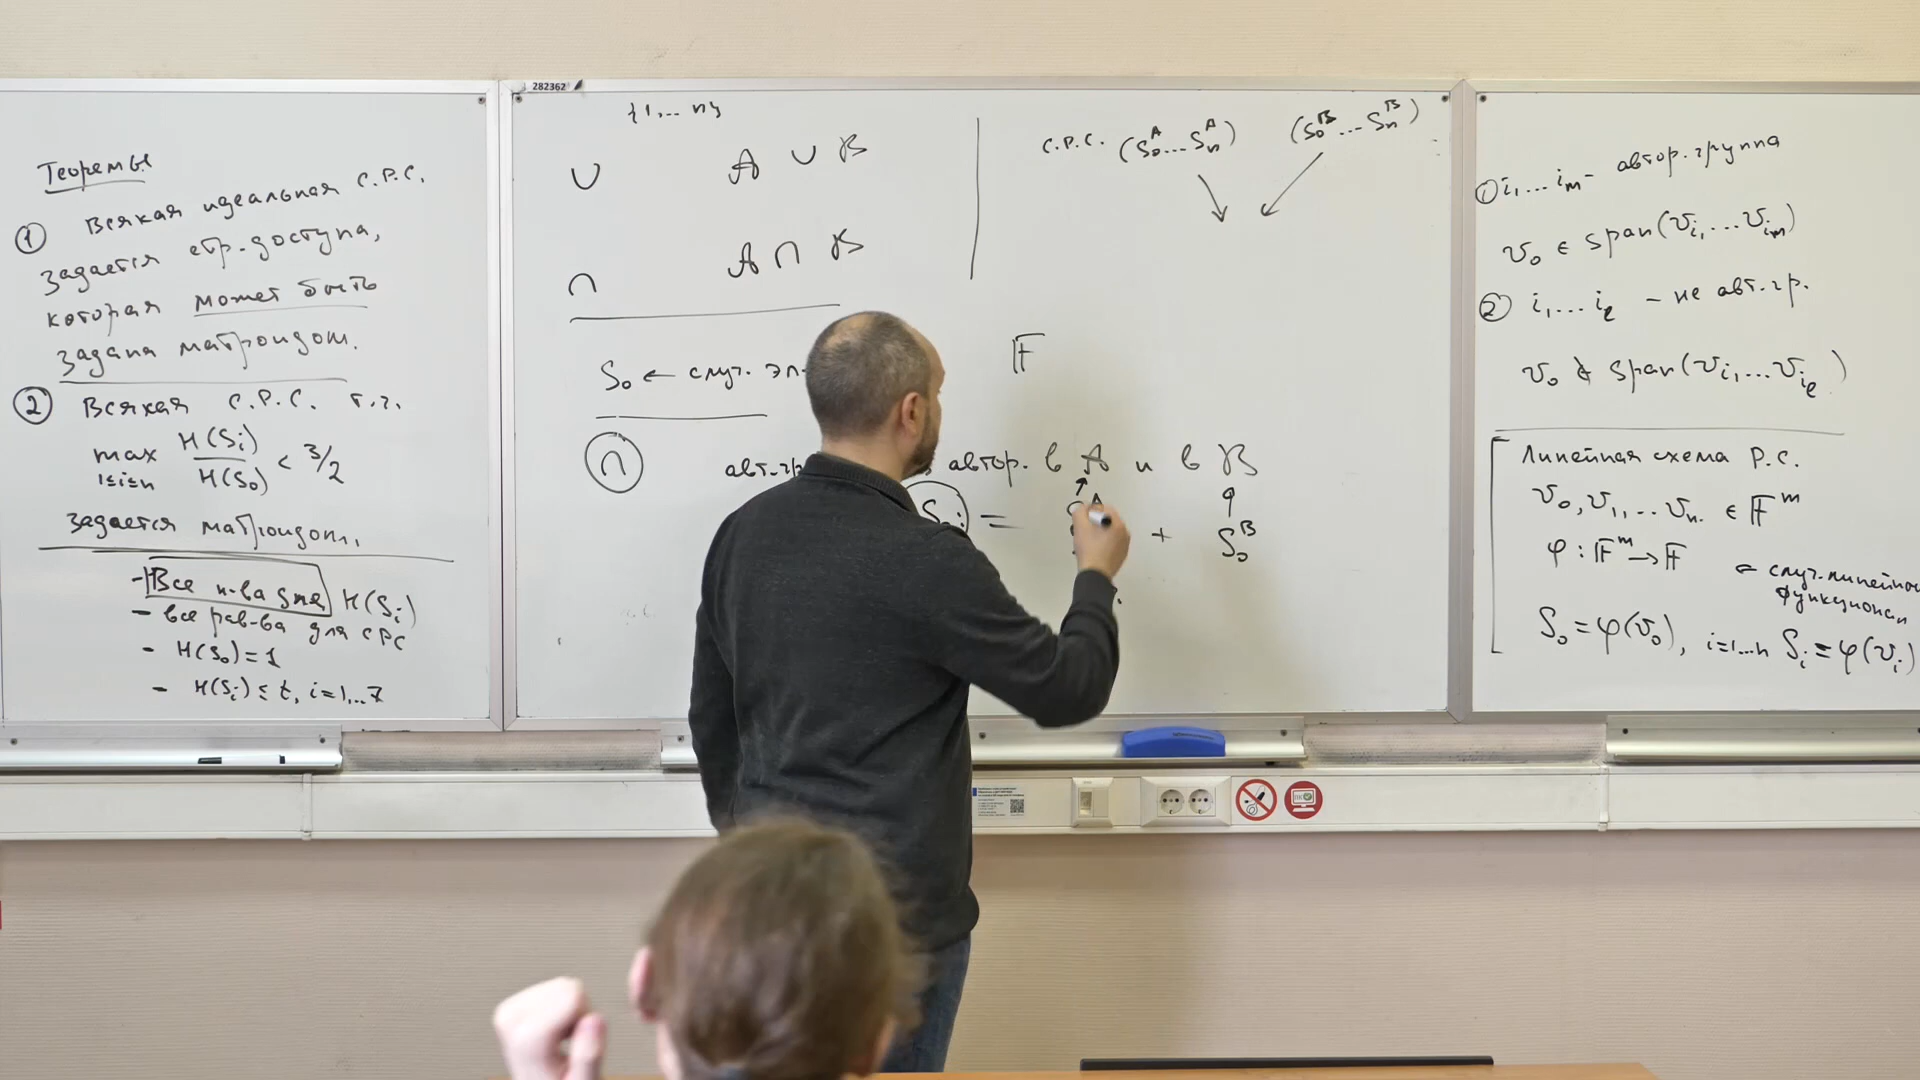 Теоремы
① Всякая идеальная С.Р.С.
задается стр. доступа,
которая может быть
задана матроидом.
② Всякая С.Р.С. т.ч.
max H(Si)/H(S₀) < 3/2
1≤i≤n
задается матроидом.
- Все н-ва для H(Si)
- все рав-ва для СРС
- H(S₀)=1
- H(Si) ≤ t, i=1,..7
282362
{1,... n}
∪ A ∪ B
∩ A ∩ B
С.Р.С. (S₀ᴬ...Sₙᴬ) (S₀ᴮ...Sₙᴮ)
S₀ ← случ. эл. 𝔽
∩ автор. в A и в B
= + S₀ᴮ
① i₁...iₘ - автор. группа
v₀ ∈ span(vi₁...viₘ)
② i₁...iₗ - не авт. гр.
v₀ ∉ span(vi₁...viₗ)
Линейная схема Р.С.
v₀, v₁,... vₙ ∈ 𝔽ᵐ
φ : 𝔽ᵐ → 𝔽 ← случ. линейн
функционал
S₀ = φ(v₀), i=1...n Si = φ(vi)